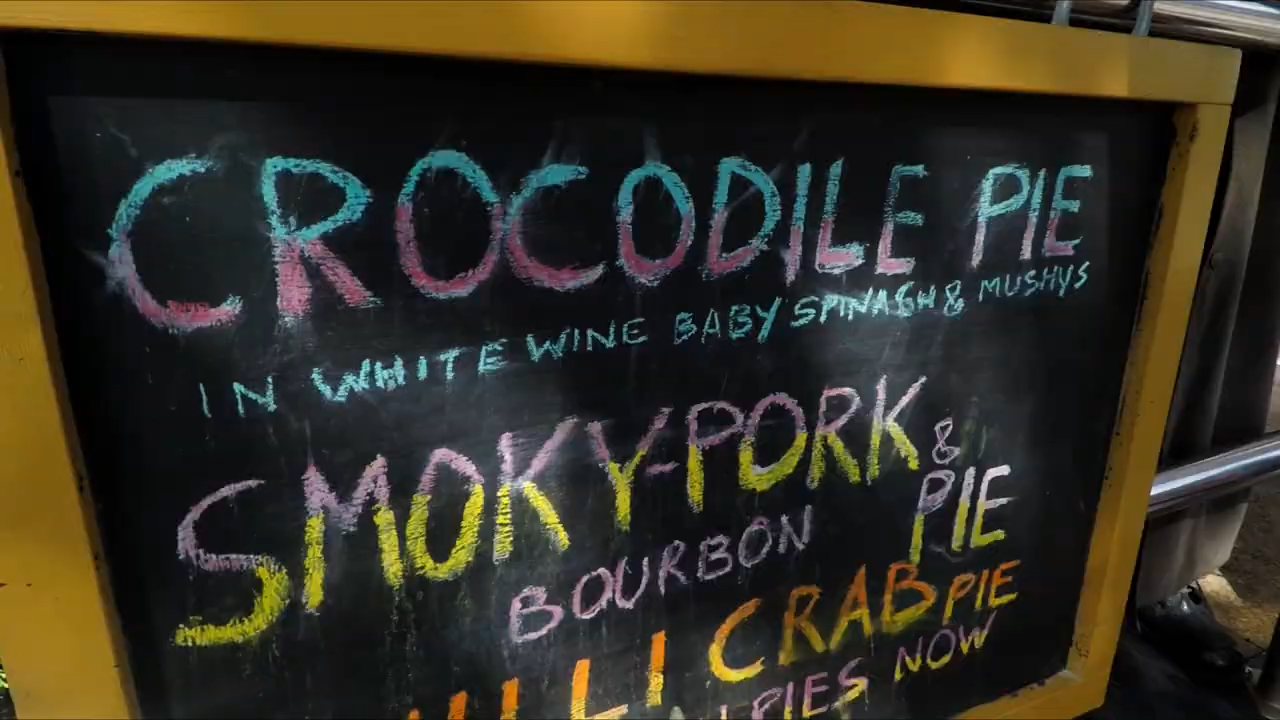 CROCODILE PIE
IN WHITE WINE BABY SPINASH & MUSHYS
SMOKY-PORK &
BOURBON PIE
CRAB PIE
PIES NOW